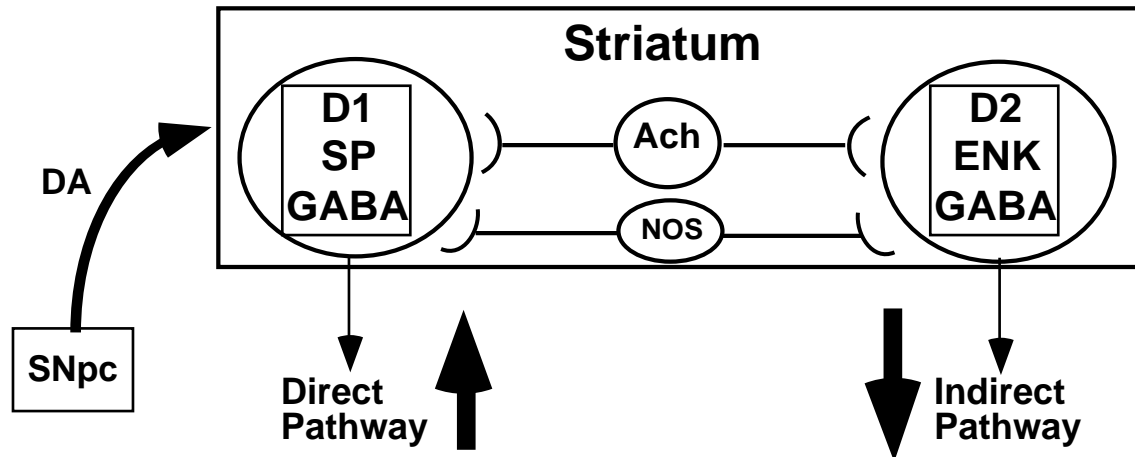 Striatum
D1
SP
GABA
Ach
NOS
D2
ENK
GABA
DA
SNpc
Direct
Pathway
Indirect
Pathway